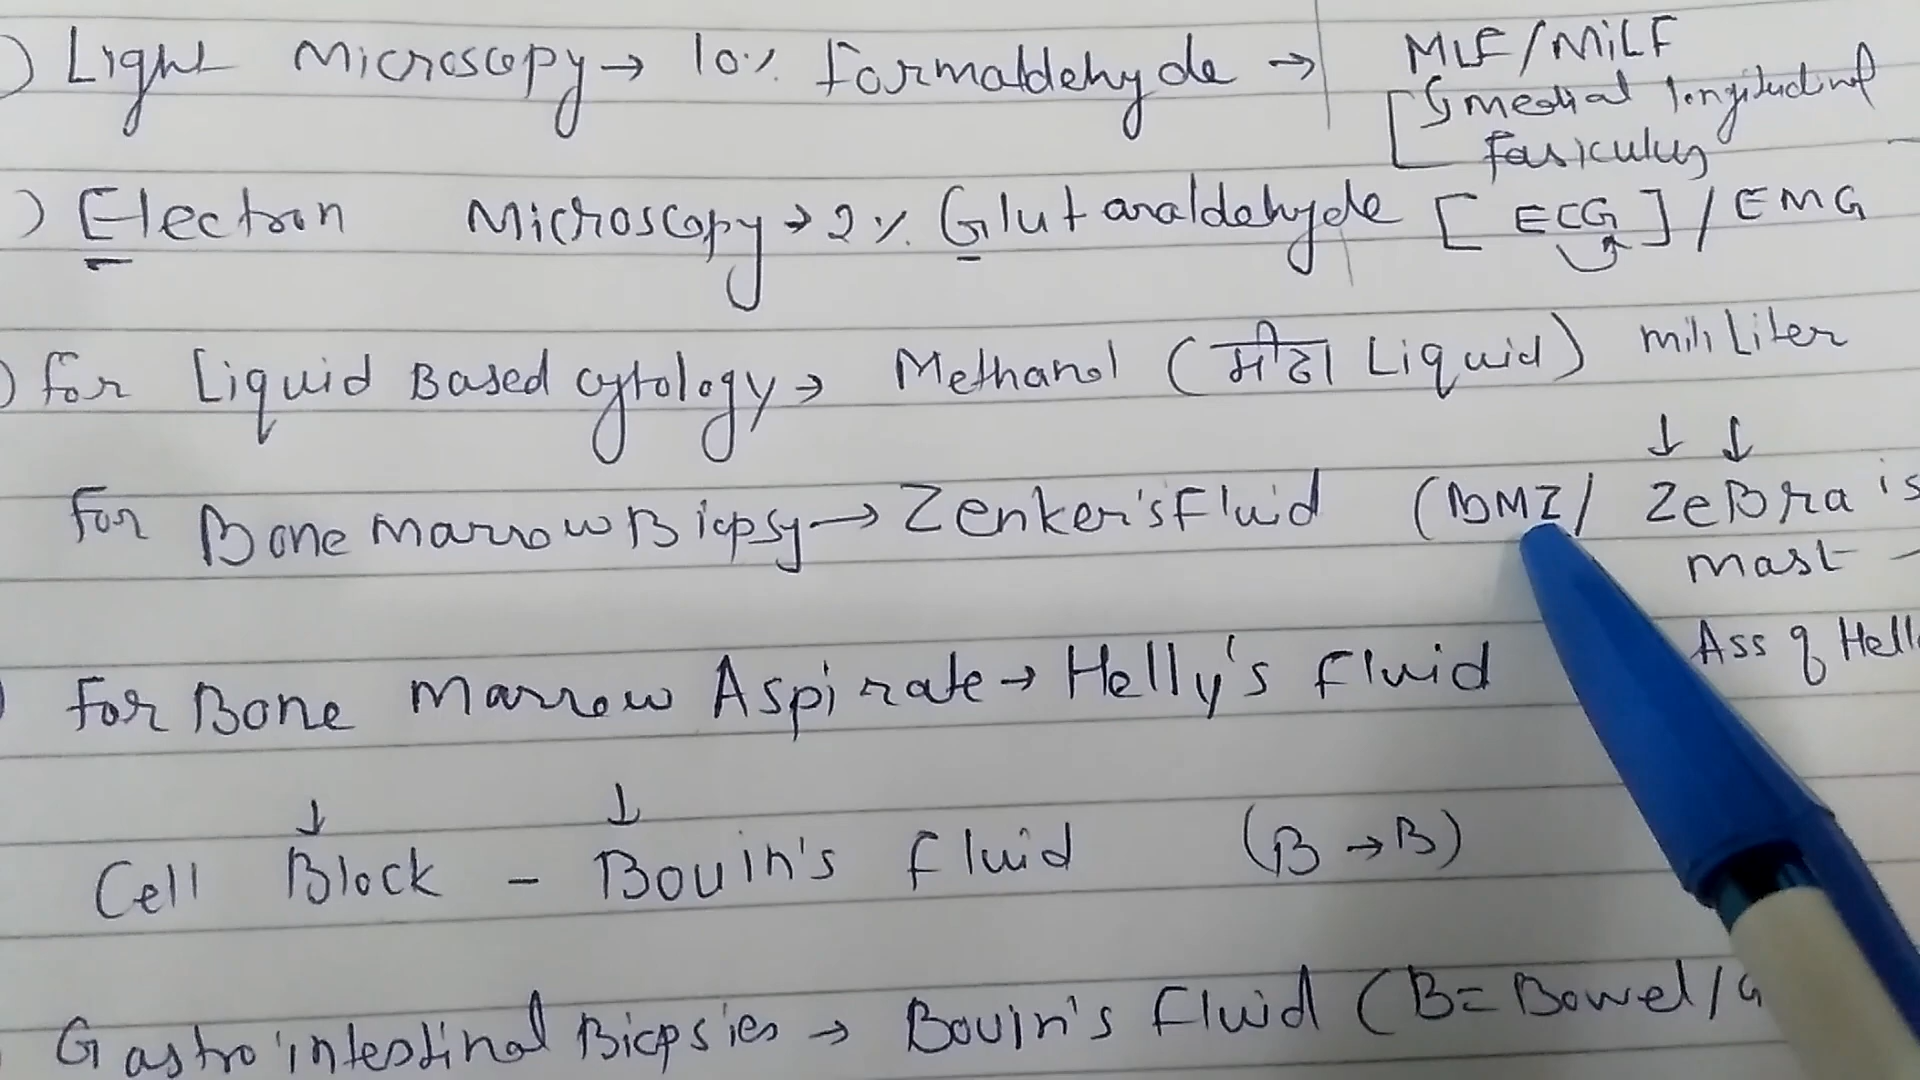 ) Light Microscopy → 10% Formaldehyde → MLF/MiLF
[↳ medial longitudinal
fasiculus
) Electron Microscopy → 2% Glutaraldehyde [ECG] / EMG
) for Liquid Based cytology → Methanol (मीठा Liquid) mili Liter
↓ ↓
For Bone marrow Biopsy → Zenker's Fluid (BMZ/ ZeBra is
mast
For Bone Marrow Aspirate → Helly's Fluid Ass of Hell
↓ ↓
Cell Block - Bouin's fluid (B → B)
Gastrointestinal Biopsies → Bouin's fluid (B = Bowel/G